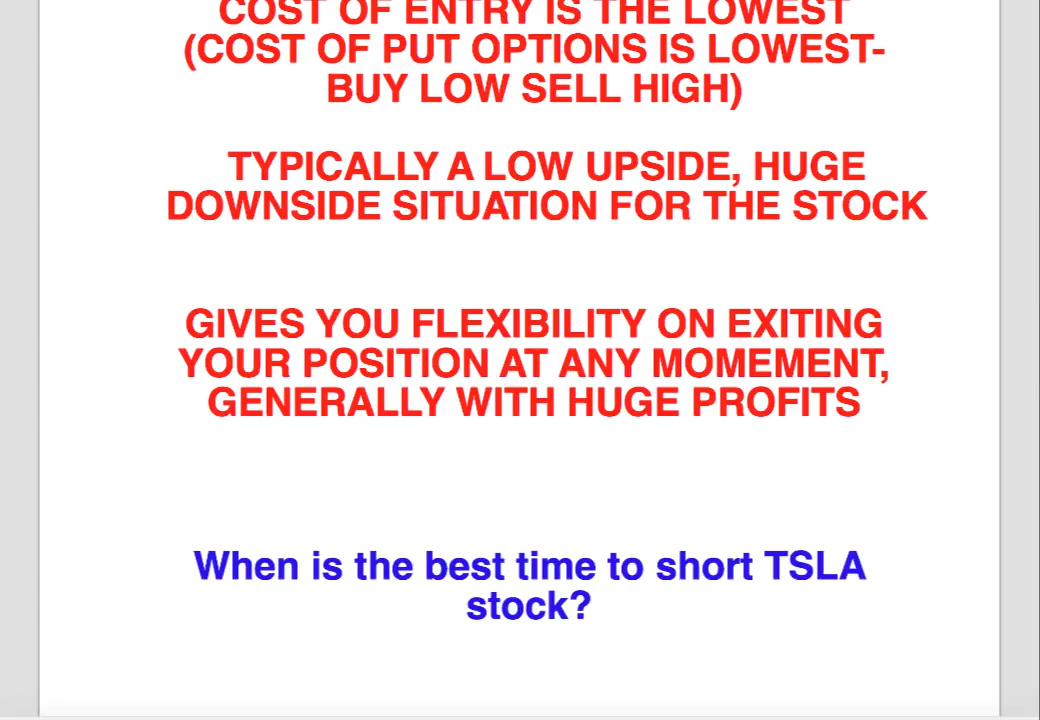 COST OF ENTRY IS THE LOWEST
(COST OF PUT OPTIONS IS LOWEST-
BUY LOW SELL HIGH)
TYPICALLY A LOW UPSIDE, HUGE
DOWNSIDE SITUATION FOR THE STOCK
GIVES YOU FLEXIBILITY ON EXITING
YOUR POSITION AT ANY MOMEMENT,
GENERALLY WITH HUGE PROFITS
When is the best time to short TSLA
stock?